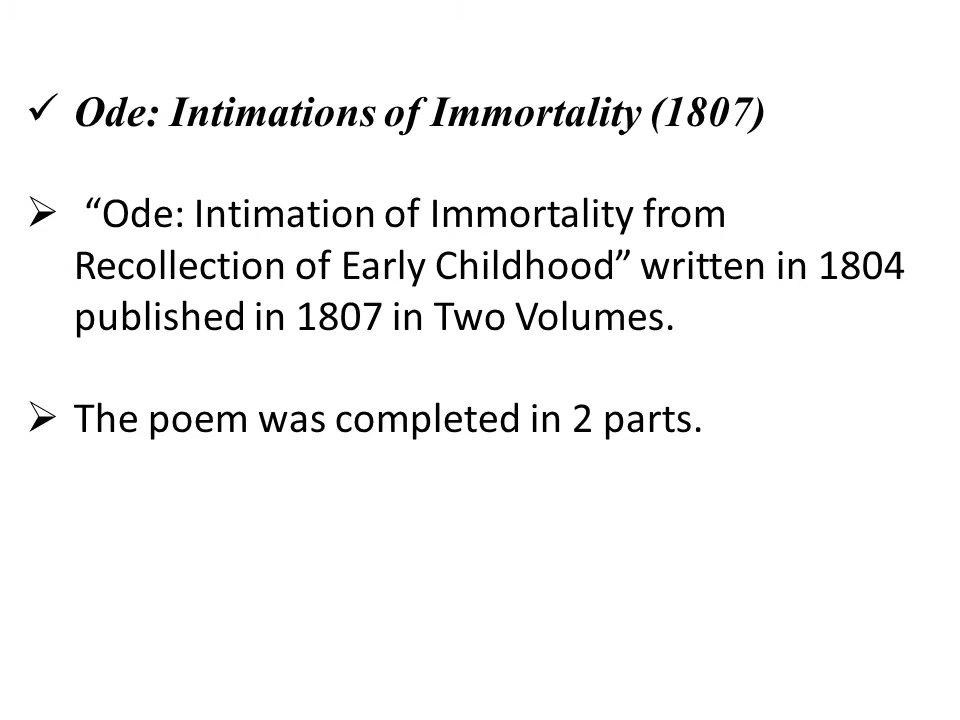 ✓ Ode: Intimations of Immortality (1807)
➢ “Ode: Intimation of Immortality from
Recollection of Early Childhood” written in 1804
published in 1807 in Two Volumes.
➢ The poem was completed in 2 parts.